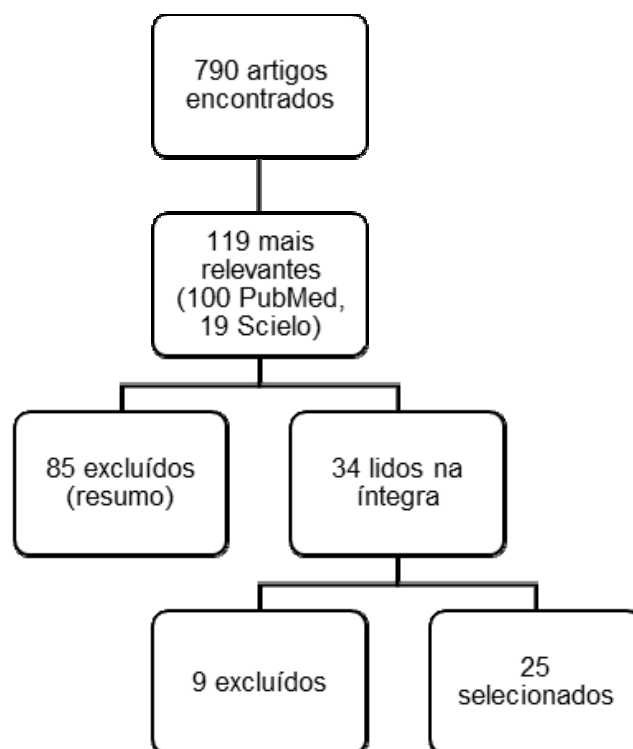 790 artigos
encontrados
119 mais
relevantes
(100 PubMed,
19 Scielo)
85 excluídos
(resumo)
34 lidos na
íntegra
9 excluídos
25
selecionados